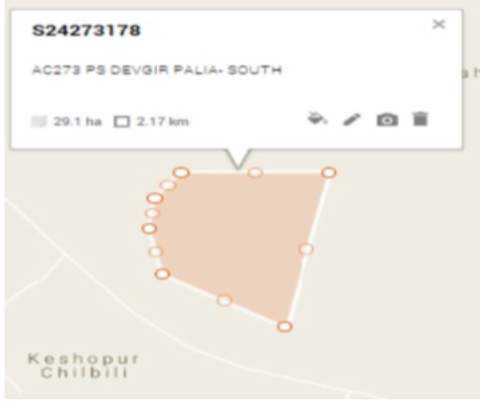 S24273178
AC273 PS DEVGIR PALIA- SOUTH
29.1 ha 2.17 km
Keshopur
Chilbili